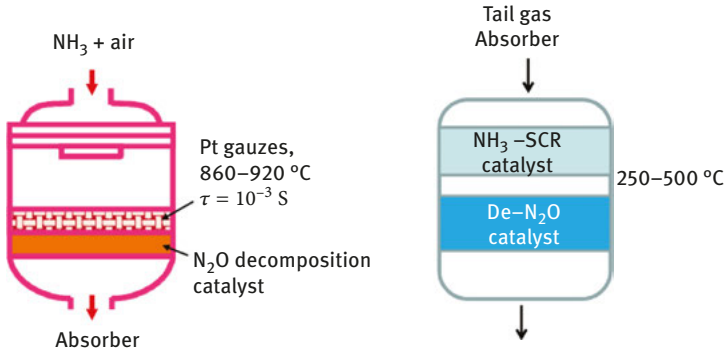 NH₃ + air
Pt gauzes,
860–920 °C
τ = 10⁻³ S
N₂O decomposition
catalyst
Absorber
Tail gas
Absorber
NH₃ –SCR
catalyst
250–500 °C
De–N₂O
catalyst